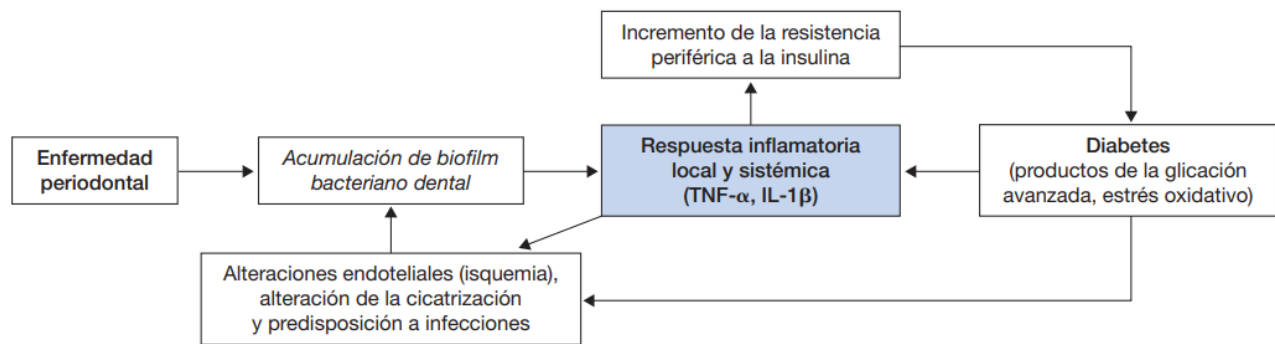 Incremento de la resistencia
periférica a la insulina
Enfermedad
periodontal
Acumulación de biofilm
bacteriano dental
Respuesta inflamatoria
local y sistémica
(TNF-α, IL-1β)
Diabetes
(productos de la glicación
avanzada, estrés oxidativo)
Alteraciones endoteliales (isquemia),
alteración de la cicatrización
y predisposición a infecciones